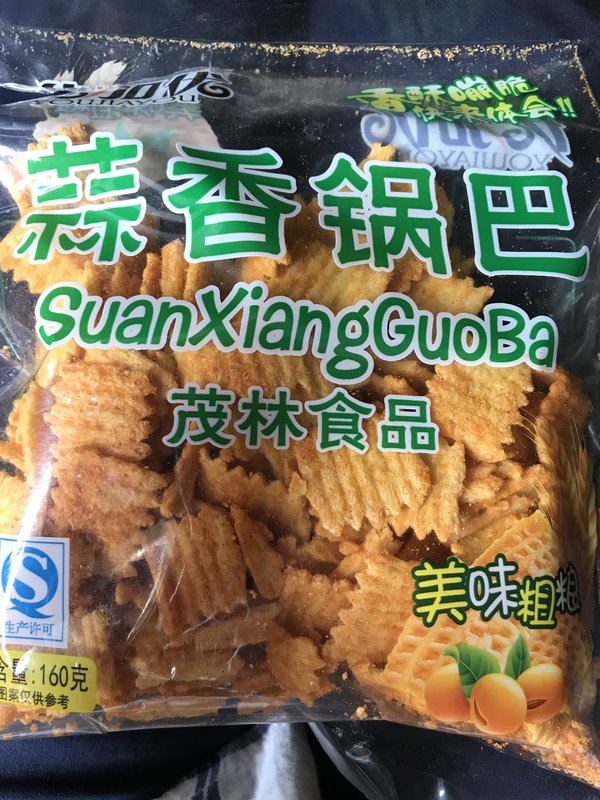 YOUJIAYOU
香酥嘣脆
快来体会!!
蒜香锅巴
SuanXiangGuoBa
茂林食品
美味粗粮
生产许可
含量:160克
图案仅供参考